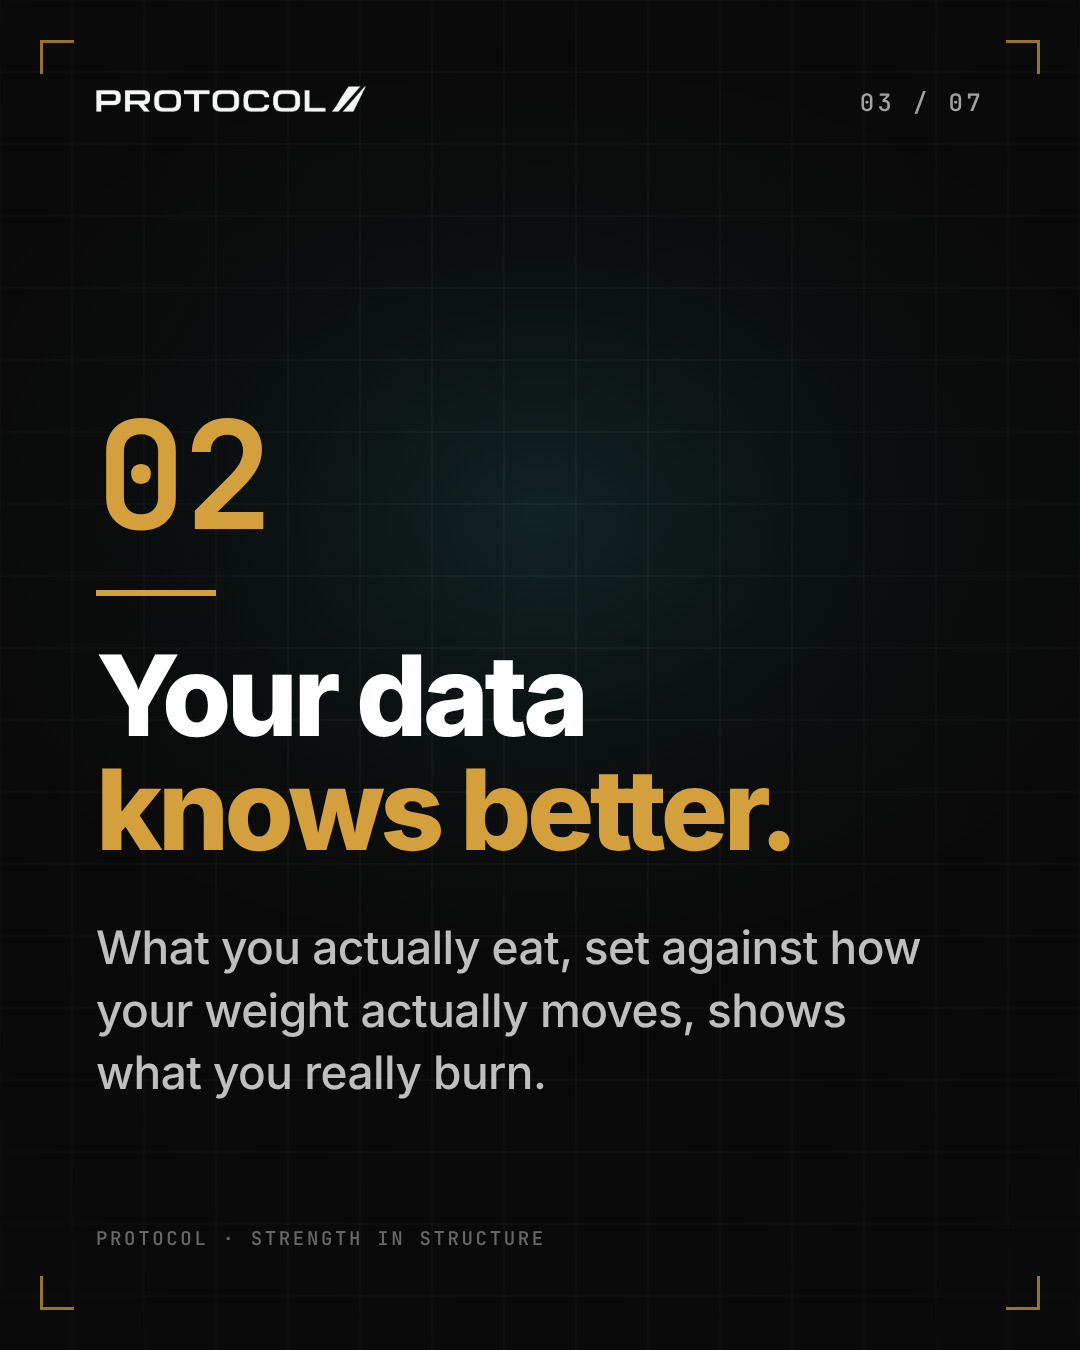 PROTOCOL
03 / 07
02
Your data
knows better.
What you actually eat, set against how
your weight actually moves, shows
what you really burn.
PROTOCOL · STRENGTH IN STRUCTURE